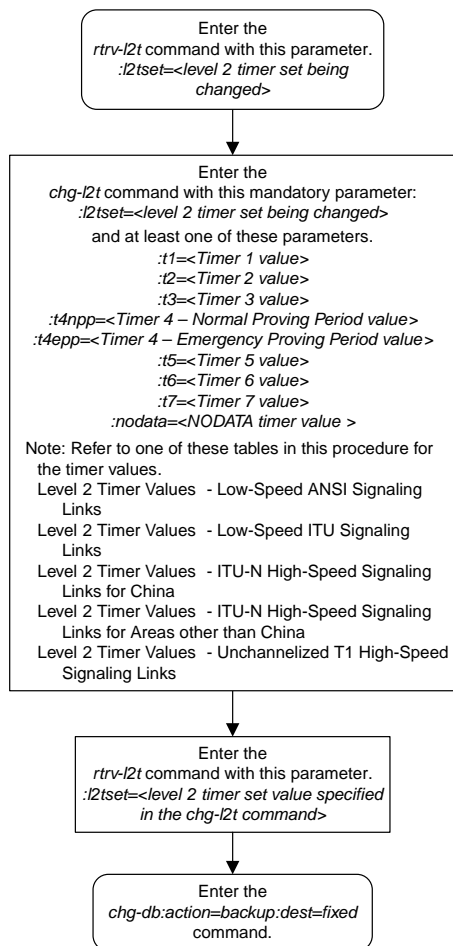 Enter the
rtrv-l2t command with this parameter.
:l2tset=<level 2 timer set being
changed>
Enter the
chg-l2t command with this mandatory parameter:
:l2tset=<level 2 timer set being changed>
and at least one of these parameters.
:t1=<Timer 1 value>
:t2=<Timer 2 value>
:t3=<Timer 3 value>
:t4npp=<Timer 4 – Normal Proving Period value>
:t4epp=<Timer 4 – Emergency Proving Period value>
:t5=<Timer 5 value>
:t6=<Timer 6 value>
:t7=<Timer 7 value>
:nodata=<NODATA timer value >
Note: Refer to one of these tables in this procedure for
the timer values.
Level 2 Timer Values - Low-Speed ANSI Signaling
Links
Level 2 Timer Values - Low-Speed ITU Signaling
Links
Level 2 Timer Values - ITU-N High-Speed Signaling
Links for China
Level 2 Timer Values - ITU-N High-Speed Signaling
Links for Areas other than China
Level 2 Timer Values - Unchannelized T1 High-Speed
Signaling Links
Enter the
rtrv-l2t command with this parameter.
:l2tset=<level 2 timer set value specified
in the chg-l2t command>
Enter the
chg-db:action=backup:dest=fixed
command.